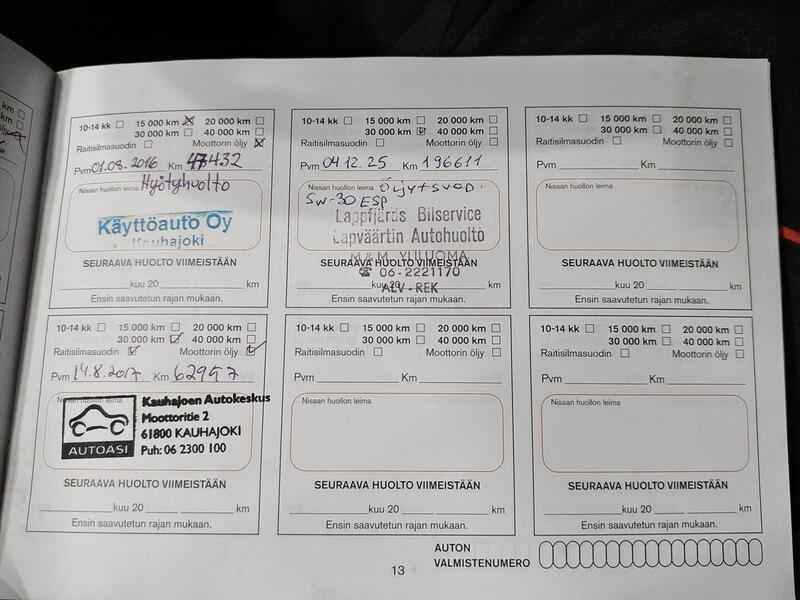 10-14 kk 15 000 km 20 000 km
30 000 km 40 000 km
Raitisilmasuodin Moottorin öljy
Pvm 01.08.2016 Km 47432
Nissan huollon leima Hyötyhuolto
Käyttöauto Oy
Kauhajoki
SEURAAVA HUOLTO VIIMEISTÄÄN
kuu 20 km
Ensin saavutetun rajan mukaan.
10-14 kk 15 000 km 20 000 km
30 000 km 40 000 km
Raitisilmasuodin Moottorin öljy
Pvm 04.12.25 Km 196611
Nissan huollon leima Öljyt+suod.
5W-30 ESP
Lappfjärds Bilservice
Lapväärtin Autohuolto
M & M YLILUOMA
SEURAAVA HUOLTO VIIMEISTÄÄN
☎ 06-2221170
kuu 20 km
ALV-REK
Ensin saavutetun rajan mukaan.
10-14 kk 15 000 km 20 000 km
30 000 km 40 000 km
Raitisilmasuodin Moottorin öljy
Pvm Km
Nissan huollon leima
SEURAAVA HUOLTO VIIMEISTÄÄN
kuu 20 km
Ensin saavutetun rajan mukaan.
10-14 kk 15 000 km 20 000 km
30 000 km 40 000 km
Raitisilmasuodin Moottorin öljy
Pvm 14.8.2017 Km 62957
Nissan huollon leima
Kauhajoen Autokeskus
Moottoritie 2
61800 KAUHAJOKI
Puh: 06 2300 100
AUTOASI
SEURAAVA HUOLTO VIIMEISTÄÄN
kuu 20 km
Ensin saavutetun rajan mukaan.
10-14 kk 15 000 km 20 000 km
30 000 km 40 000 km
Raitisilmasuodin Moottorin öljy
Pvm Km
Nissan huollon leima
SEURAAVA HUOLTO VIIMEISTÄÄN
kuu 20 km
Ensin saavutetun rajan mukaan.
10-14 kk 15 000 km 20 000 km
30 000 km 40 000 km
Raitisilmasuodin Moottorin öljy
Pvm Km
Nissan huollon leima
SEURAAVA HUOLTO VIIMEISTÄÄN
kuu 20 km
Ensin saavutetun rajan mukaan.
AUTON
VALMISTENUMERO
13